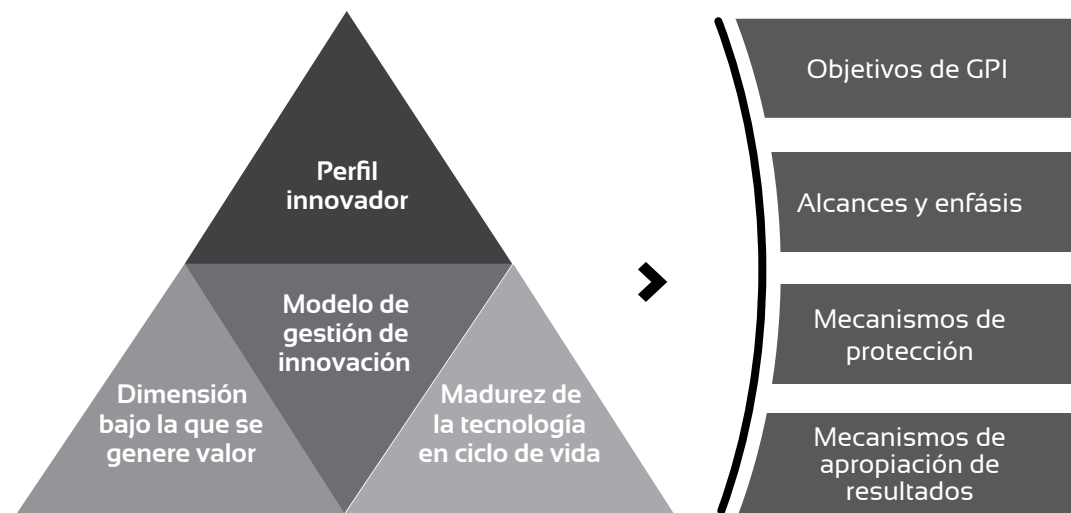 Perfil
innovador
Modelo de
gestión de
innovación
Dimensión
bajo la que se
genere valor
Madurez de
la tecnología
en ciclo de vida
Objetivos de GPI
Alcances y enfásis
Mecanismos de
protección
Mecanismos de
apropiación de
resultados